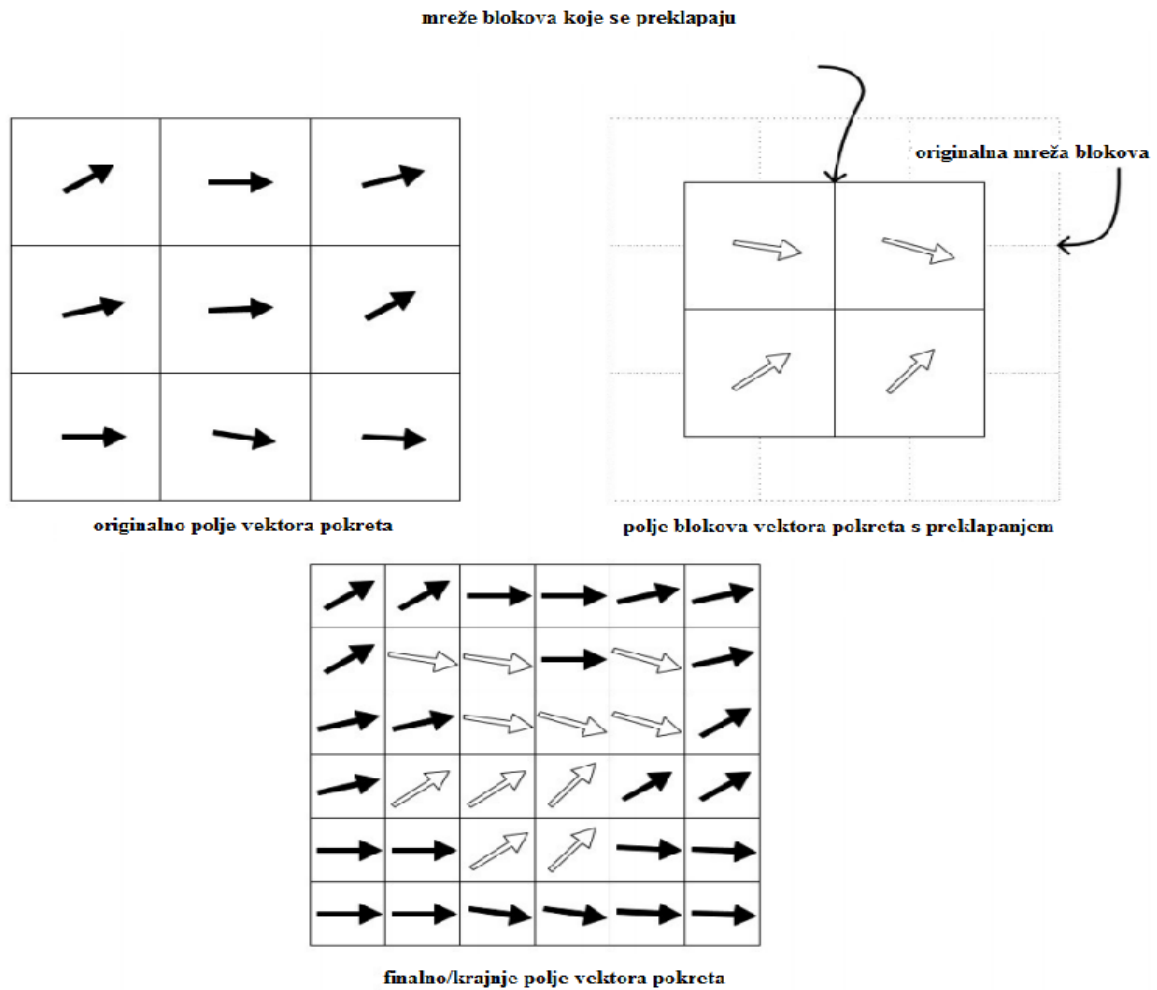 mreže blokova koje se preklapaju
originalna mreža blokova
originalno polje vektora pokreta
polje blokova vektora pokreta s preklapanjem
finalno/krajnje polje vektora pokreta